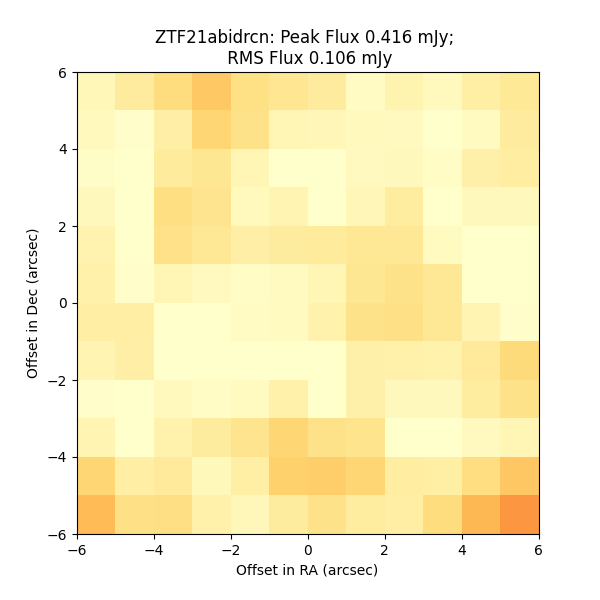 ZTF21abidrcn: Peak Flux 0.416 mJy;
RMS Flux 0.106 mJy
6
4
2
0
−2
−4
−6
Offset in Dec (arcsec)
−6 −4 −2 0 2 4 6
Offset in RA (arcsec)